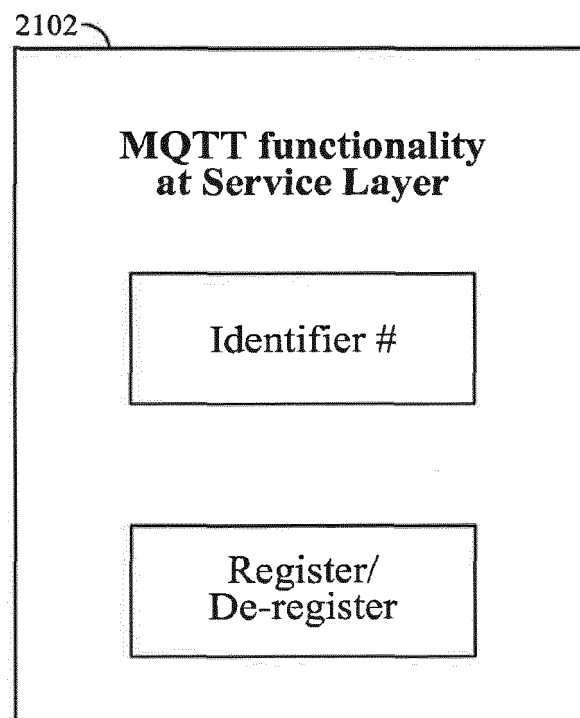 2102
MQTT functionality
at Service Layer
Identifier #
Register/
De-register